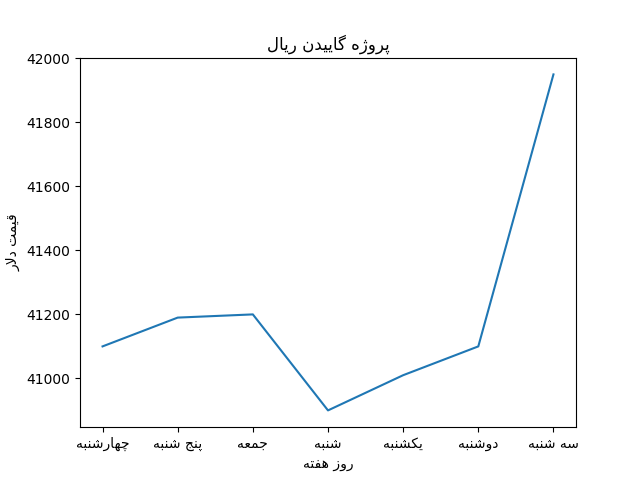 پروژه گاییدن ریال
42000
41800
41600
41400
41200
41000
قیمت دلار
چهارشنبه پنج شنبه جمعه شنبه یکشنبه دوشنبه سه شنبه
روز هفته